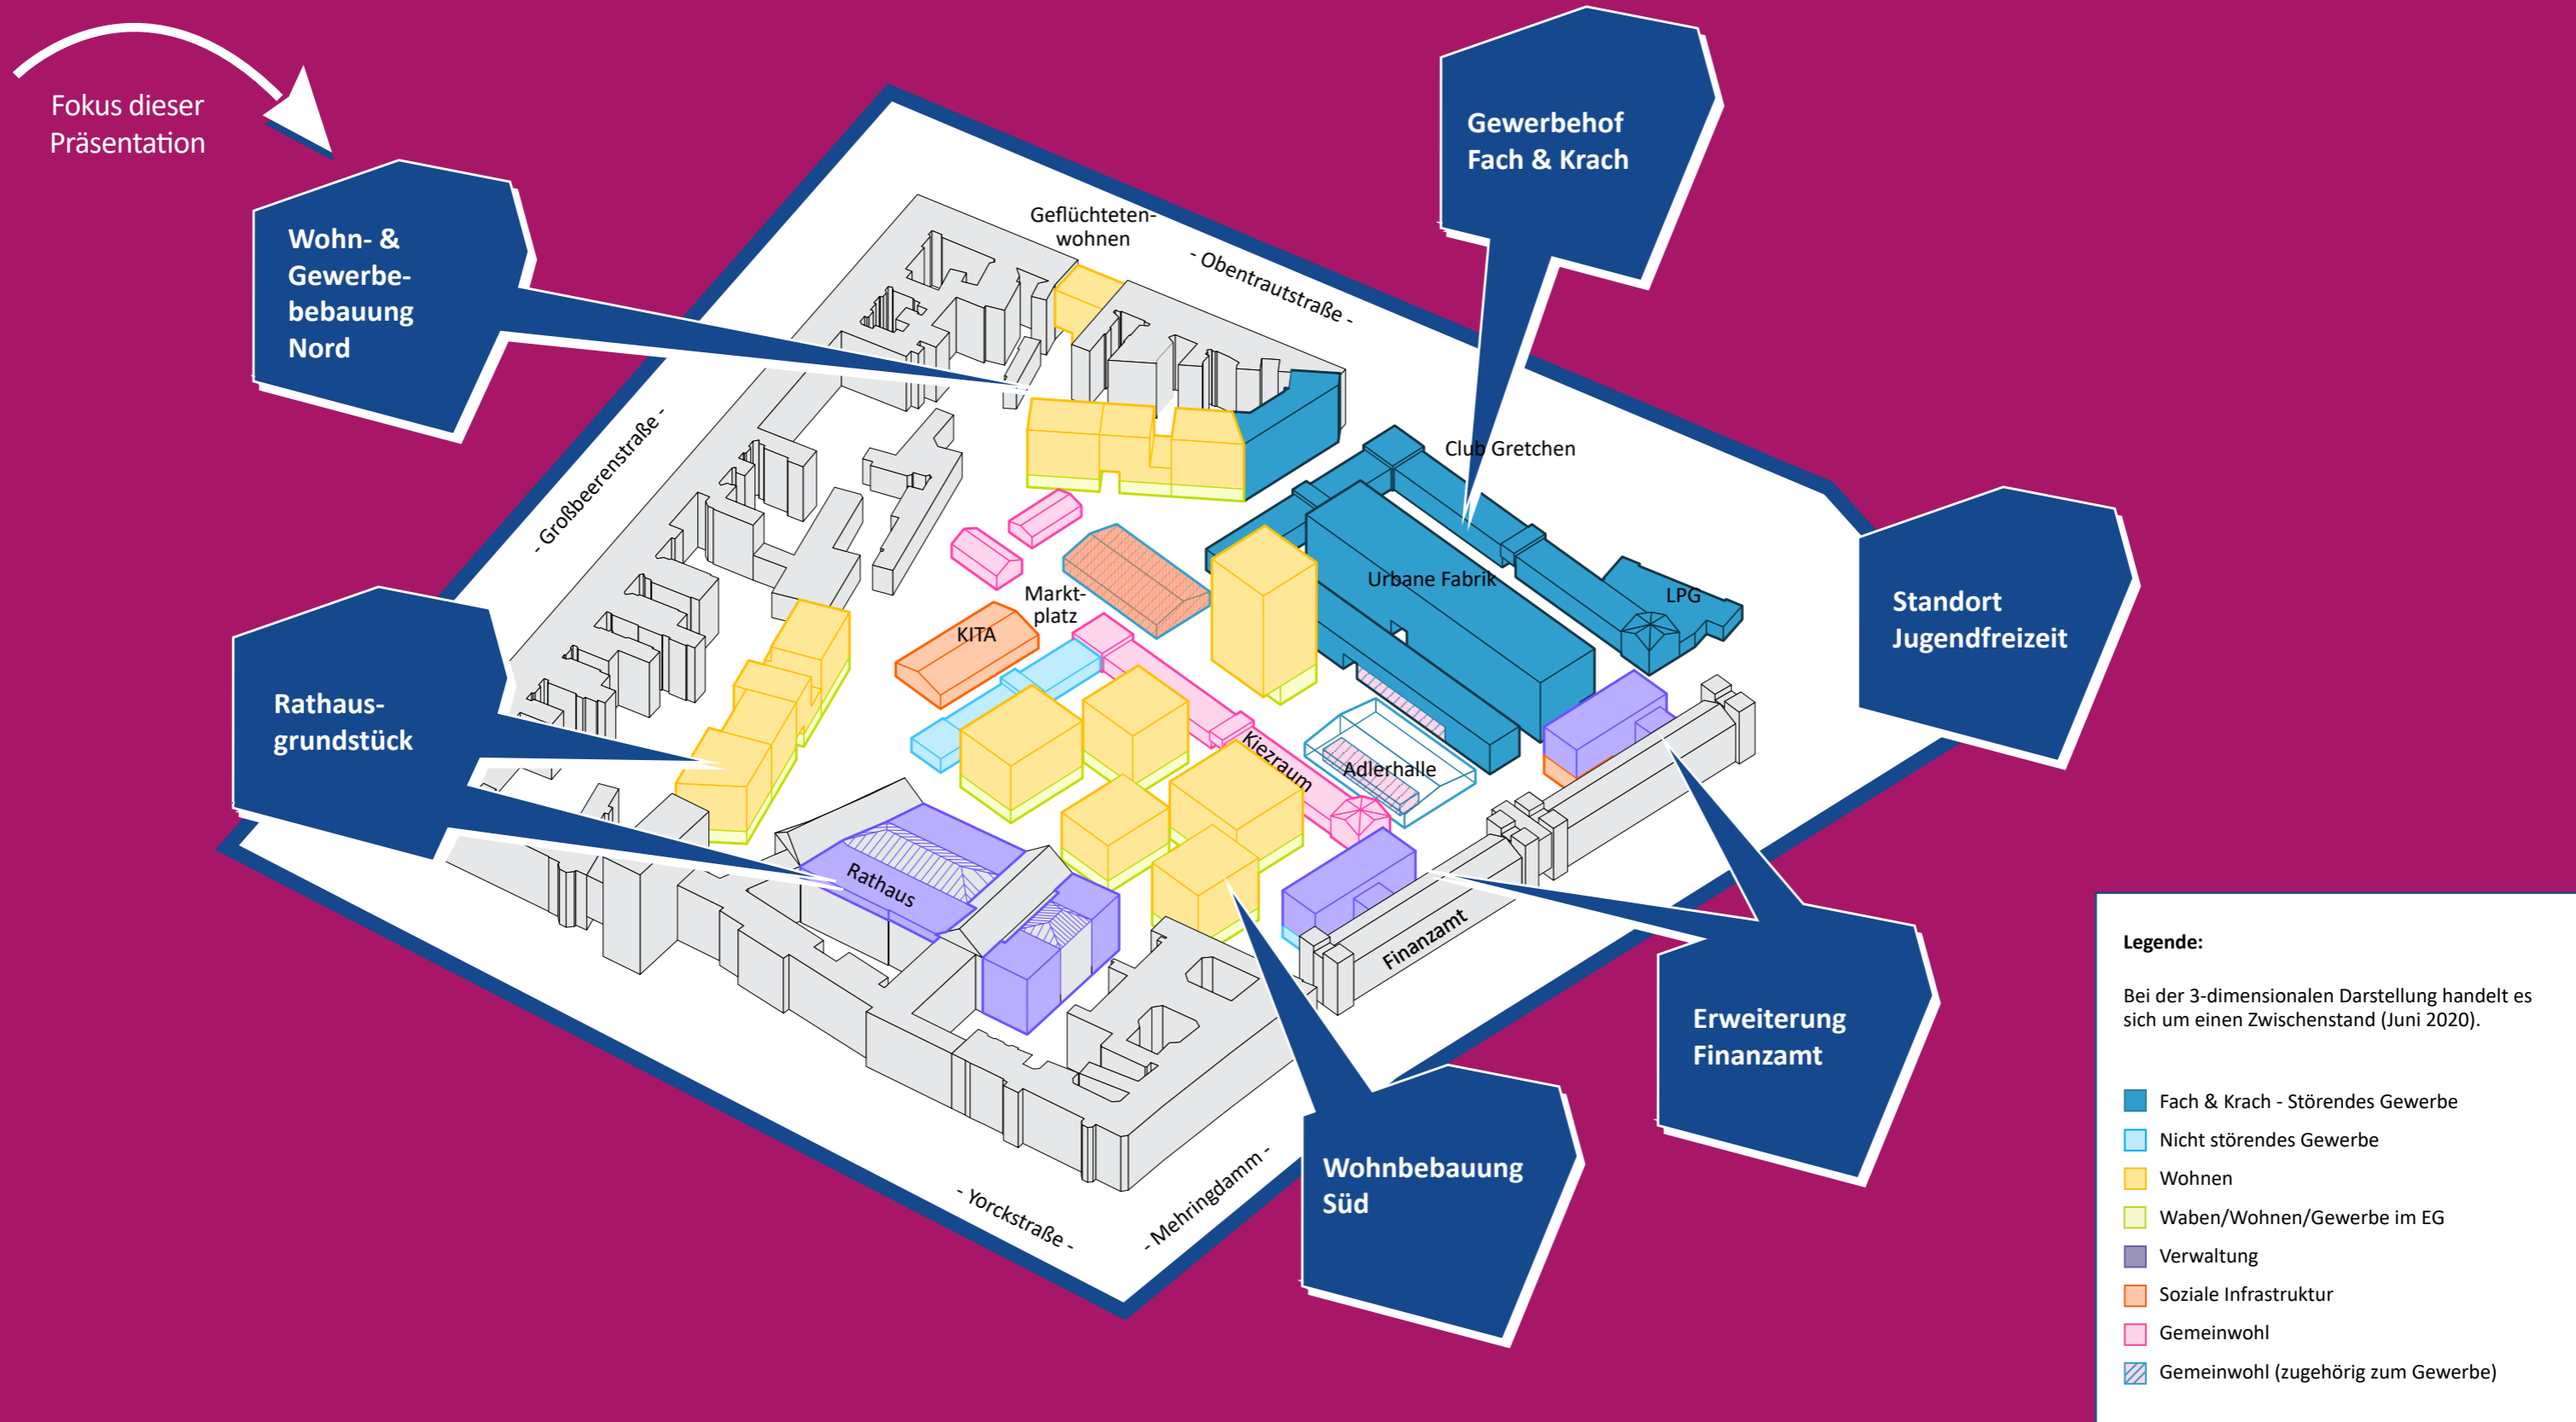 Fokus dieser
Präsentation
Wohn- &
Gewerbe-
bebauung
Nord
Gewerbehof
Fach & Krach
Geflüchteten-
wohnen
- Obentrautstraße -
- Großbeerenstraße -
Club Gretchen
Urbane Fabrik
LPG
Standort
Jugendfreizeit
Markt-
platz
KITA
Rathaus-
grundstück
Kiezraum
Adlerhalle
Rathaus
Finanzamt
Erweiterung
Finanzamt
Wohnbebauung
Süd
- Yorckstraße -
- Mehringdamm -
Legende:
Bei der 3-dimensionalen Darstellung handelt es
sich um einen Zwischenstand (Juni 2020).
Fach & Krach - Störendes Gewerbe
Nicht störendes Gewerbe
Wohnen
Waben/Wohnen/Gewerbe im EG
Verwaltung
Soziale Infrastruktur
Gemeinwohl
Gemeinwohl (zugehörig zum Gewerbe)